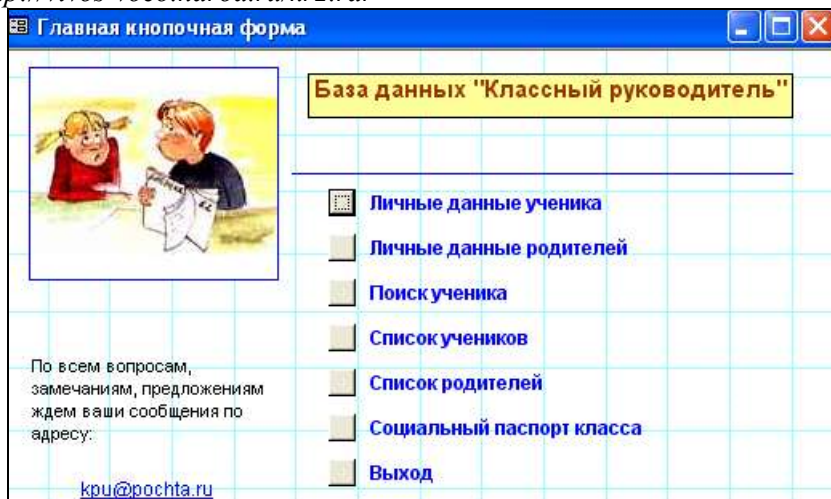 Главная кнопочная форма
База данных "Классный руководитель"
Личные данные ученика
Личные данные родителей
Поиск ученика
Список учеников
Список родителей
Социальный паспорт класса
Выход
По всем вопросам,
замечаниям, предложениям
ждем ваши сообщения по
адресу:
kpu@pochta.ru